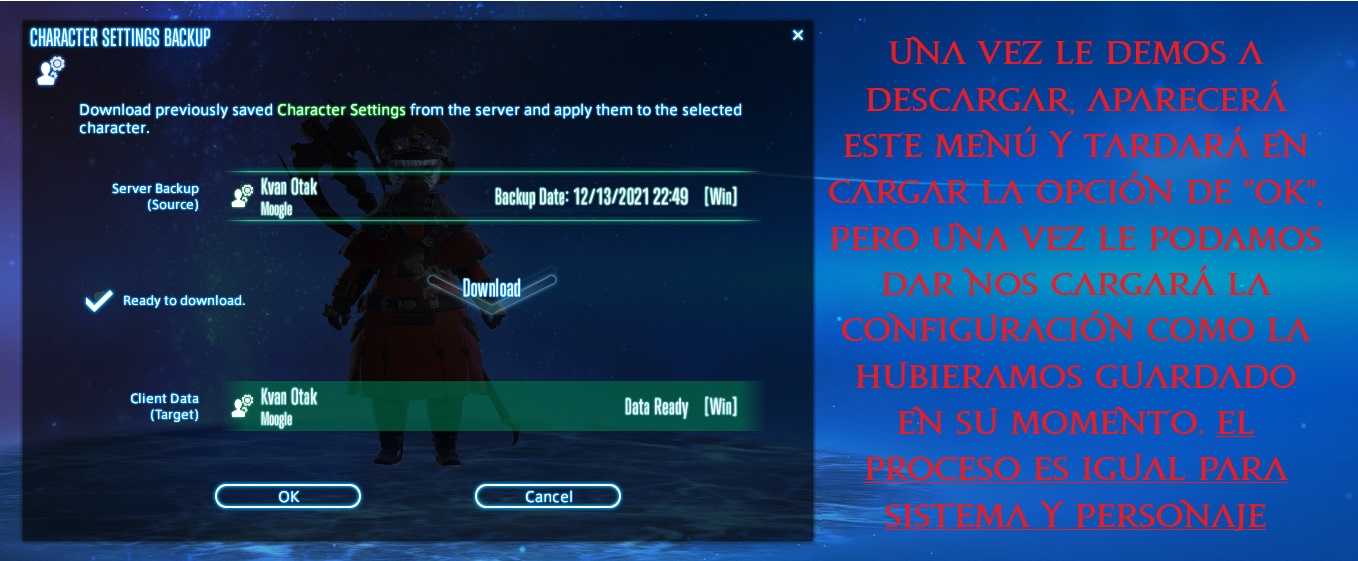 CHARACTER SETTINGS BACKUP
Download previously saved Character Settings from the server and apply them to the selected
character.
Server Backup
(Source)
Kvan Otak
Moogle
Backup Date: 12/13/2021 22:49 [Win]
Download
Ready to download.
Client Data
(Target)
Kvan Otak
Moogle
Data Ready [Win]
OK
Cancel
UNA VEZ LE DEMOS A
DESCARGAR, APARECERÁ
ESTE MENÚ Y TARDARÁ EN
CARGAR LA OPCIÓN DE "OK",
PERO UNA VEZ LE PODAMOS
DAR NOS CARGARÁ LA
CONFIGURACIÓN COMO LA
HUBIERAMOS GUARDADO
EN SU MOMENTO. EL
PROCESO ES IGUAL PARA
SISTEMA Y PERSONAJE